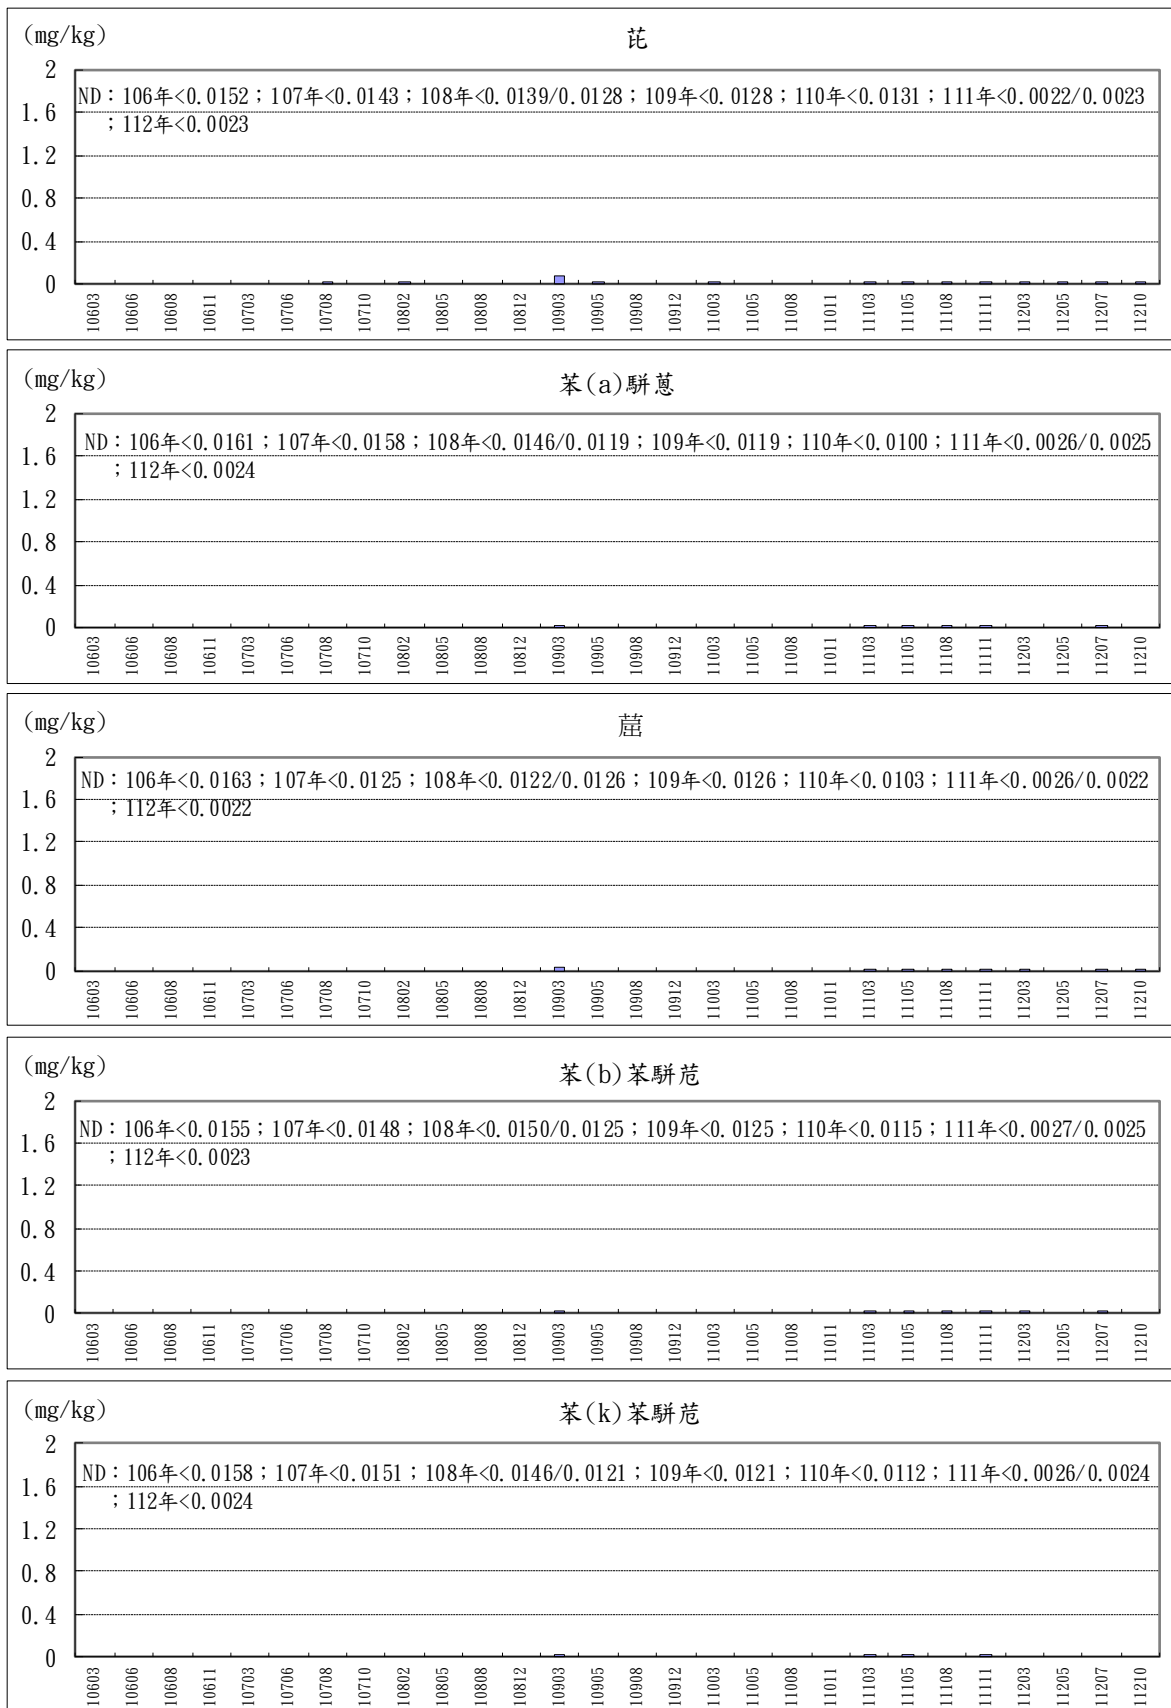 (mg/kg)
芘
2
ND：106年<0.0152；107年<0.0143；108年<0.0139/0.0128；109年<0.0128；110年<0.0131；111年<0.0022/0.0023
1.6
；112年<0.0023
1.2
0.8
0.4
0
10603 10606 10608 10611 10703 10706 10708 10710 10802 10805 10808 10812 10903 10905 10908 10912 11003 11005 11008 11011 11103 11105 11108 11111 11203 11205 11207 11210
(mg/kg)
苯(a)駢蒽
2
ND：106年<0.0161；107年<0.0158；108年<0.0146/0.0119；109年<0.0119；110年<0.0100；111年<0.0026/0.0025
1.6
；112年<0.0024
1.2
0.8
0.4
0
10603 10606 10608 10611 10703 10706 10708 10710 10802 10805 10808 10812 10903 10905 10908 10912 11003 11005 11008 11011 11103 11105 11108 11111 11203 11205 11207 11210
(mg/kg)
䓛
2
ND：106年<0.0163；107年<0.0125；108年<0.0122/0.0126；109年<0.0126；110年<0.0103；111年<0.0026/0.0022
1.6
；112年<0.0022
1.2
0.8
0.4
0
10603 10606 10608 10611 10703 10706 10708 10710 10802 10805 10808 10812 10903 10905 10908 10912 11003 11005 11008 11011 11103 11105 11108 11111 11203 11205 11207 11210
(mg/kg)
苯(b)苯駢苊
2
ND：106年<0.0155；107年<0.0148；108年<0.0150/0.0125；109年<0.0125；110年<0.0115；111年<0.0027/0.0025
1.6
；112年<0.0023
1.2
0.8
0.4
0
10603 10606 10608 10611 10703 10706 10708 10710 10802 10805 10808 10812 10903 10905 10908 10912 11003 11005 11008 11011 11103 11105 11108 11111 11203 11205 11207 11210
(mg/kg)
苯(k)苯駢苊
2
ND：106年<0.0158；107年<0.0151；108年<0.0146/0.0121；109年<0.0121；110年<0.0112；111年<0.0026/0.0024
1.6
；112年<0.0024
1.2
0.8
0.4
0
10603 10606 10608 10611 10703 10706 10708 10710 10802 10805 10808 10812 10903 10905 10908 10912 11003 11005 11008 11011 11103 11105 11108 11111 11203 11205 11207 11210